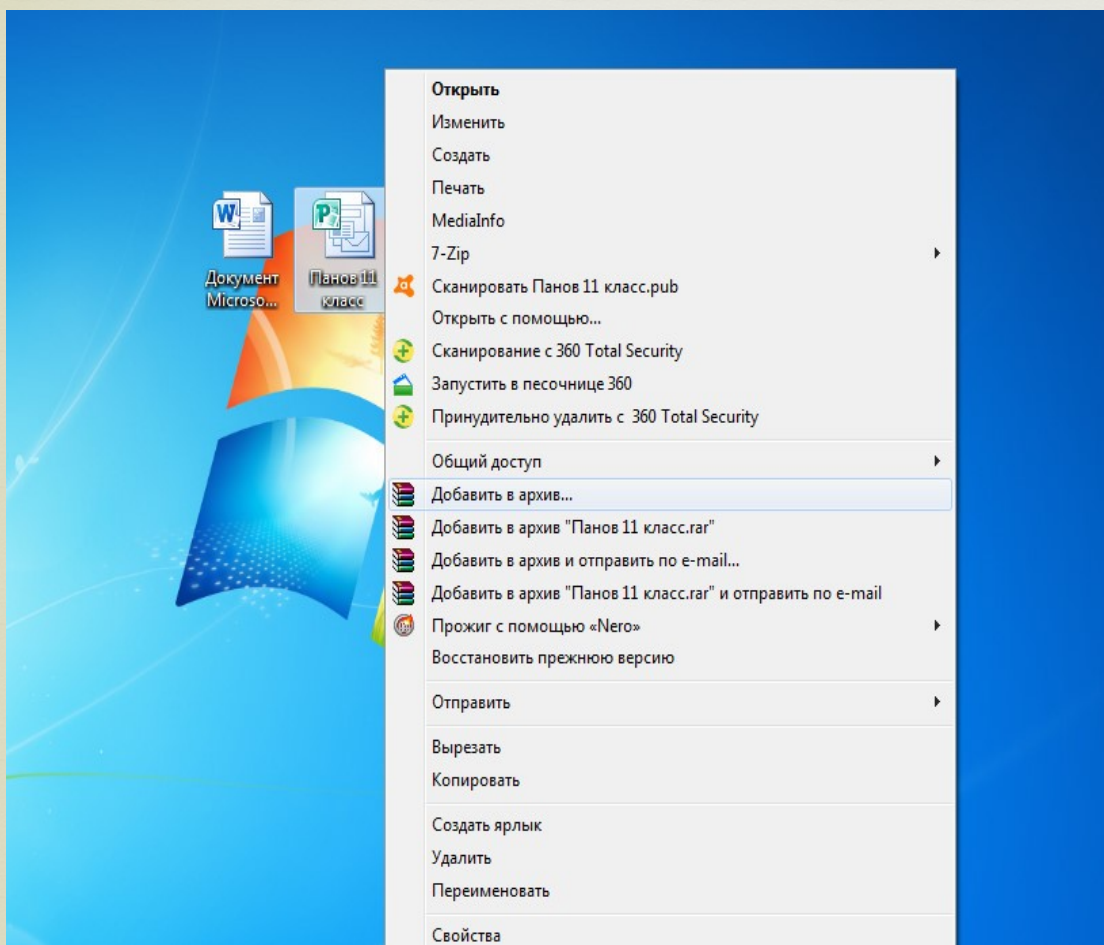 Документ
Microso...
Панов 11
класс
Открыть
Изменить
Создать
Печать
MediaInfo
7-Zip
Сканировать Панов 11 класс.pub
Открыть с помощью...
Сканирование с 360 Total Security
Запустить в песочнице 360
Принудительно удалить с 360 Total Security
Общий доступ
Добавить в архив...
Добавить в архив "Панов 11 класс.rar"
Добавить в архив и отправить по e-mail...
Добавить в архив "Панов 11 класс.rar" и отправить по e-mail
Прожиг с помощью «Nero»
Восстановить прежнюю версию
Отправить
Вырезать
Копировать
Создать ярлык
Удалить
Переименовать
Свойства